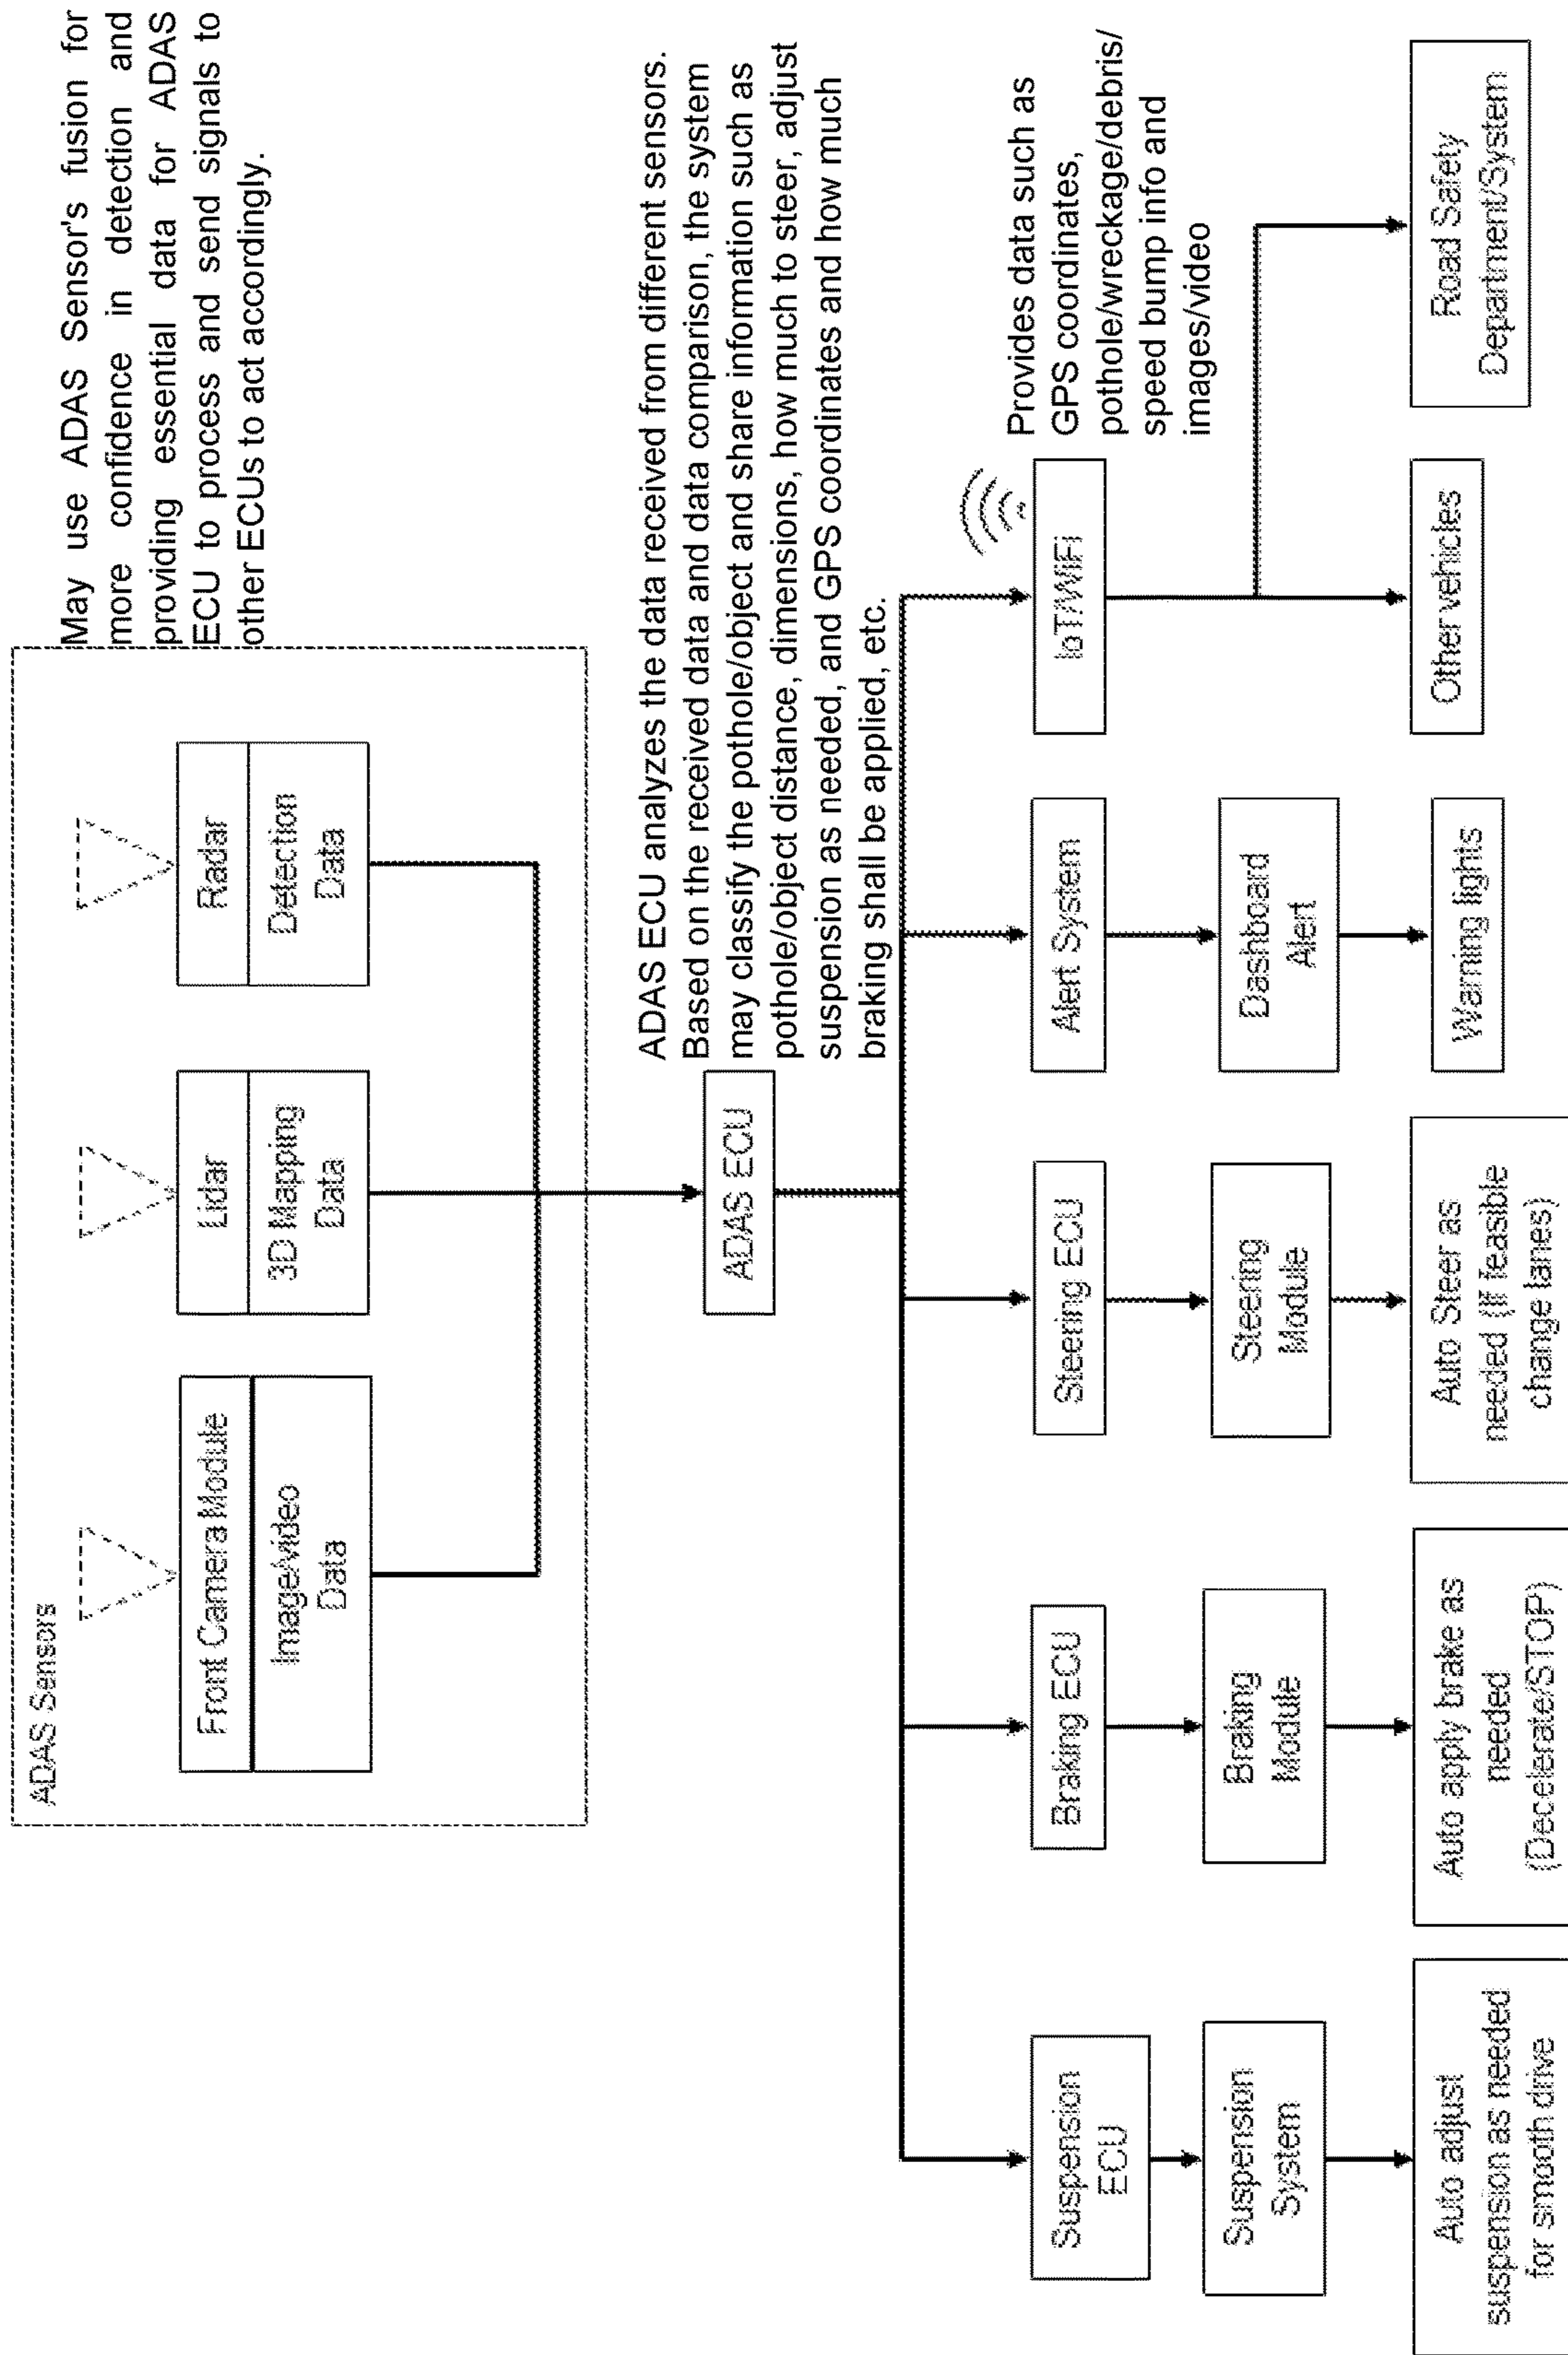 ADAS Sensors
Front Camera Module
Image/video
Data
Lidar
3D Mapping
Data
Radar
Detection
Data
May use ADAS Sensor's fusion for
more confidence in detection and
providing essential data for ADAS
ECU to process and send signals to
other ECUs to act accordingly.
ADAS ECU
ADAS ECU analyzes the data received from different sensors.
Based on the received data and data comparison, the system
may classify the pothole/object and share information such as
pothole/object distance, dimensions, how much to steer, adjust
suspension as needed, and GPS coordinates and how much
braking shall be applied, etc.
Suspension
ECU
Suspension
System
Auto adjust
suspension as needed
for smooth drive
Braking ECU
Braking
Module
Auto apply brake as
needed
(Decelerate/STOP)
Steering ECU
Steering
Module
Auto Steer as
needed (If feasible
change lanes)
Alert System
Dashboard
Alert
Warning lights
IoT/WiFi
Provides data such as
GPS coordinates,
pothole/wreckage/debris/
speed bump info and
images/video
Other vehicles
Road Safety
Department/System